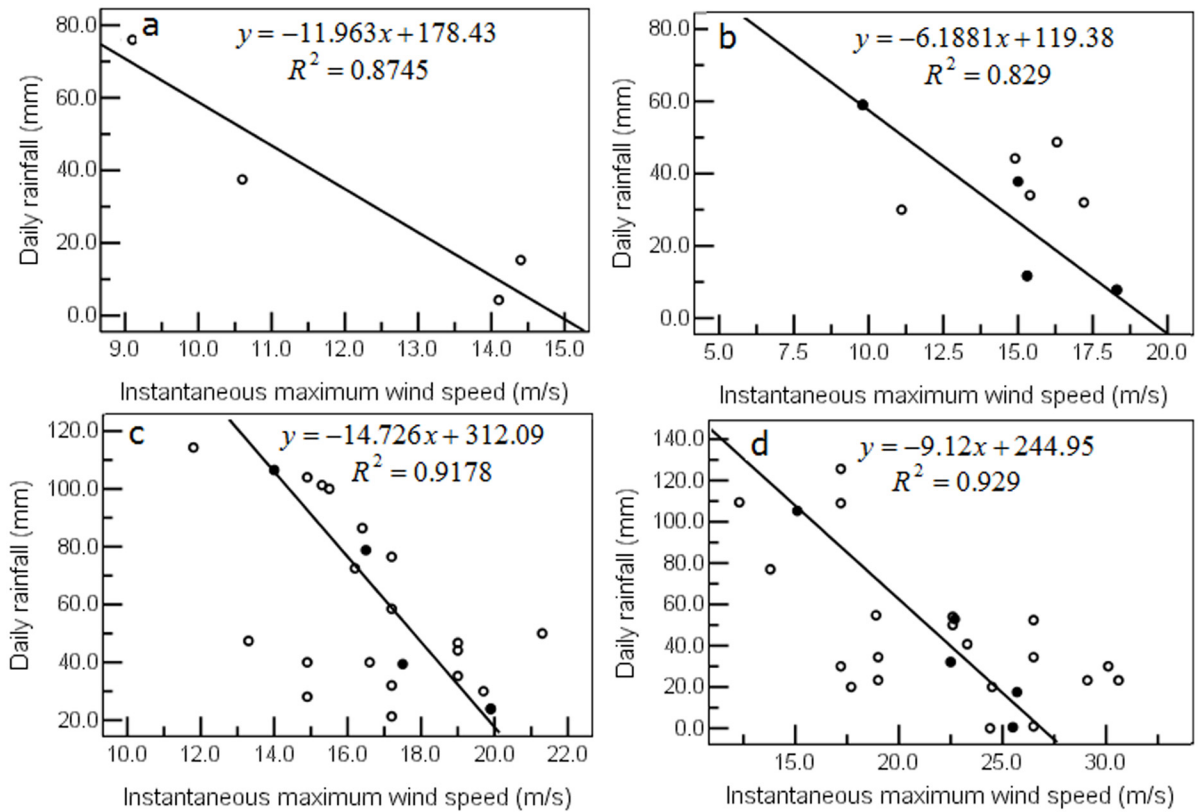 a
y = −11.963x + 178.43
R² = 0.8745
Daily rainfall (mm)
80.0
60.0
40.0
20.0
0.0
9.0 10.0 11.0 12.0 13.0 14.0 15.0
Instantaneous maximum wind speed (m/s)
b
y = −6.1881x + 119.38
R² = 0.829
Daily rainfall (mm)
80.0
60.0
40.0
20.0
0.0
5.0 7.5 10.0 12.5 15.0 17.5 20.0
Instantaneous maximum wind speed (m/s)
c
y = −14.726x + 312.09
R² = 0.9178
Daily rainfall (mm)
120.0
100.0
80.0
60.0
40.0
20.0
10.0 12.0 14.0 16.0 18.0 20.0 22.0
Instantaneous maximum wind speed (m/s)
d
y = −9.12x + 244.95
R² = 0.929
Daily rainfall (mm)
140.0
120.0
100.0
80.0
60.0
40.0
20.0
0.0
15.0 20.0 25.0 30.0
Instantaneous maximum wind speed (m/s)